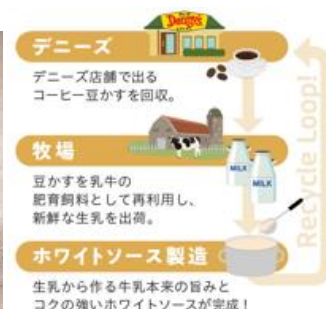 Denny's
デニーズ
デニーズ店舗で出る
コーヒー豆かすを回収。
牧場
豆かすを乳牛の
肥育飼料として再利用し、
新鮮な生乳を出荷。
MILK
MILK
ホワイトソース製造
生乳から作る牛乳本来の旨みと
コクの強いホワイトソースが完成！
Recycle Loop!